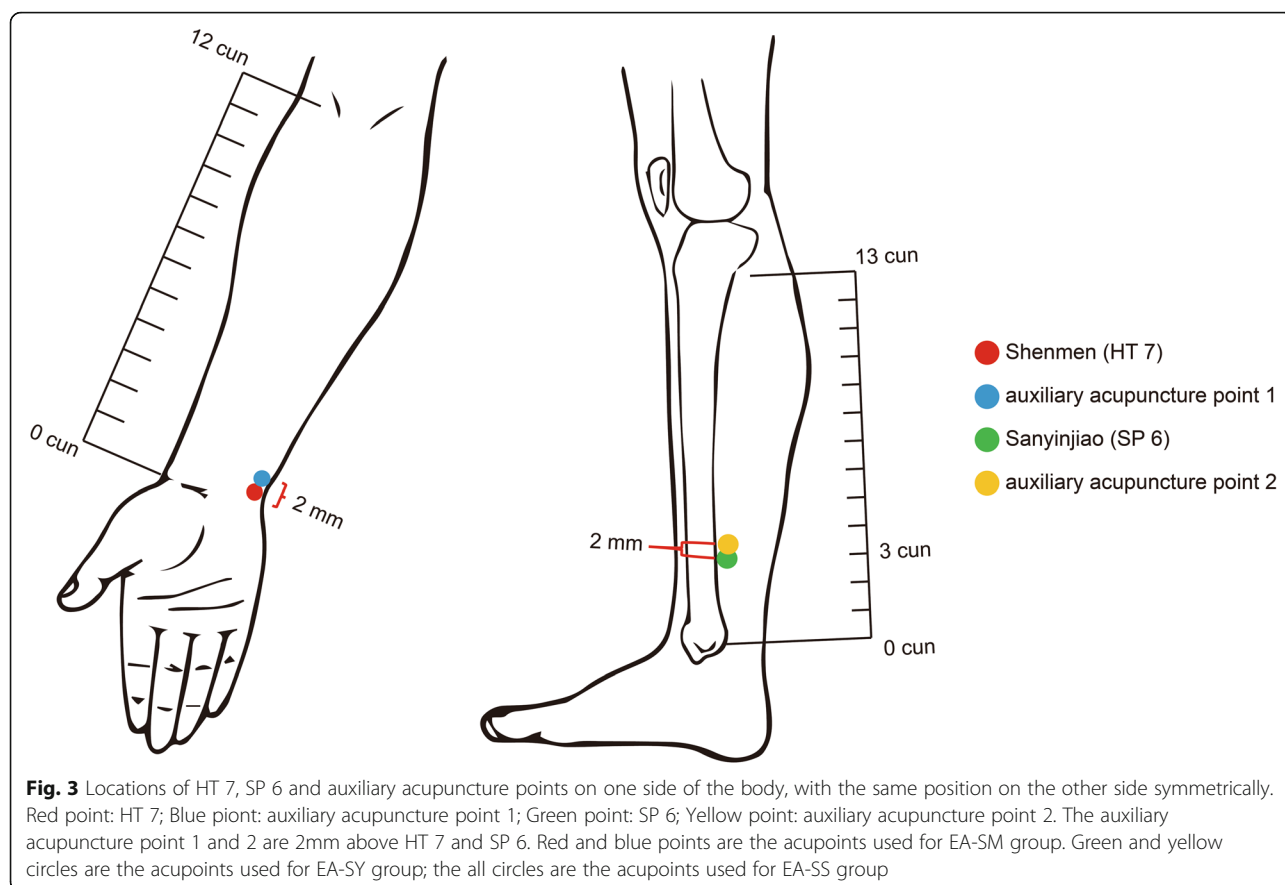 12 cun
0 cun
2 mm
13 cun
2 mm
3 cun
0 cun
Shenmen (HT 7)
auxiliary acupuncture point 1
Sanyinjiao (SP 6)
auxiliary acupuncture point 2
Fig. 3 Locations of HT 7, SP 6 and auxiliary acupuncture points on one side of the body, with the same position on the other side symmetrically.
Red point: HT 7; Blue piont: auxiliary acupuncture point 1; Green point: SP 6; Yellow point: auxiliary acupuncture point 2. The auxiliary
acupuncture point 1 and 2 are 2mm above HT 7 and SP 6. Red and blue points are the acupoints used for EA-SM group. Green and yellow
circles are the acupoints used for EA-SY group; the all circles are the acupoints used for EA-SS group